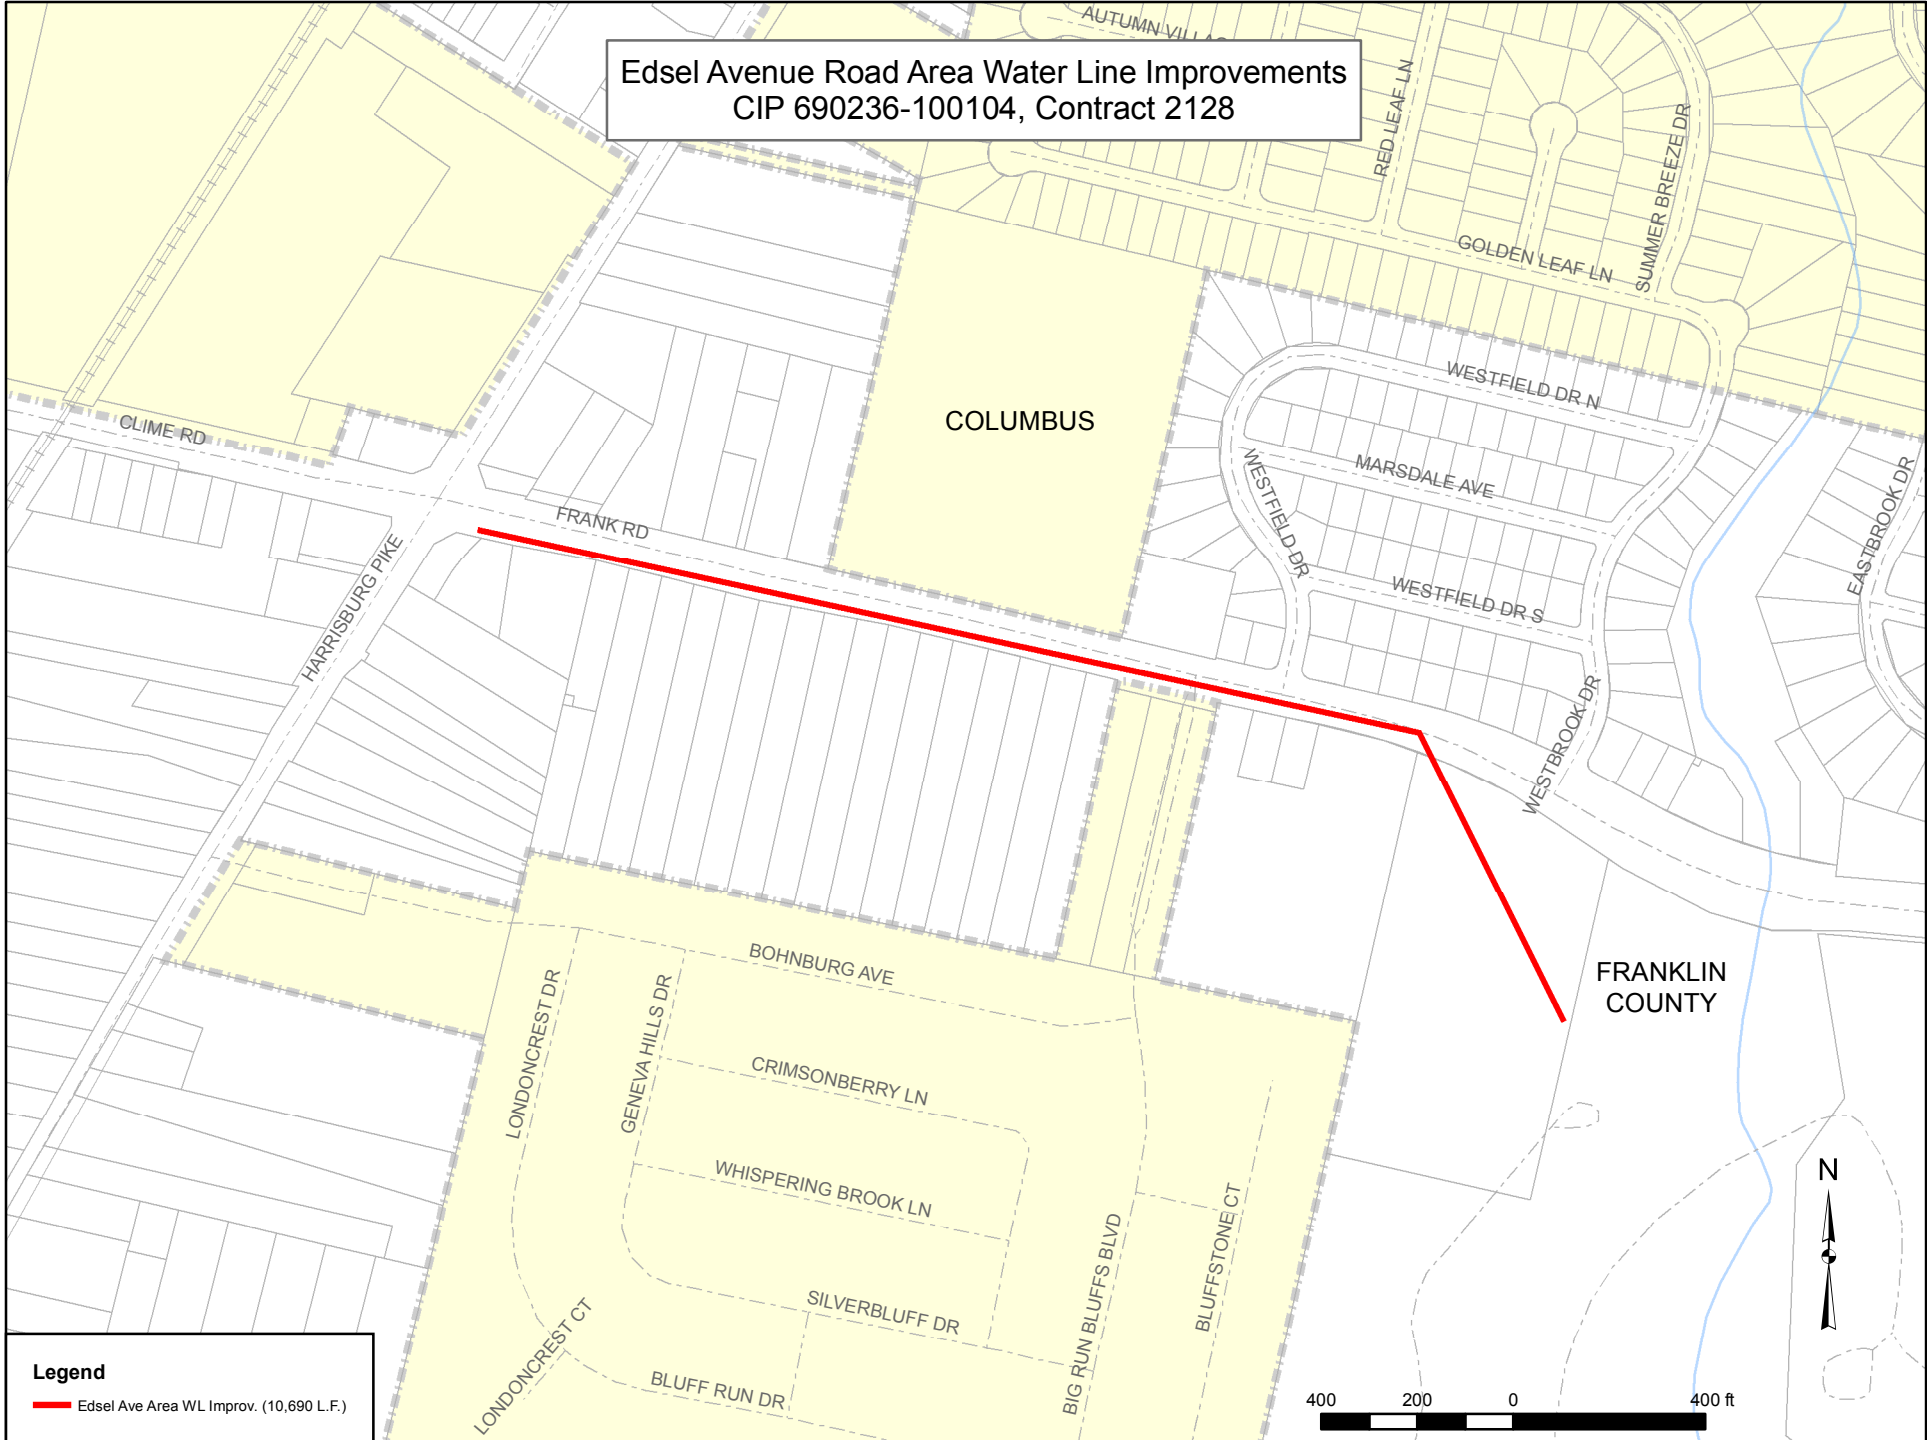 AUTUMN VILLAG
Edsel Avenue Road Area Water Line Improvements
CIP 690236-100104, Contract 2128
RED LEAF LN
SUMMER BREEZE DR
GOLDEN LEAF LN
WESTFIELD DR N
COLUMBUS
CLIME RD
MARSDALE AVE
WESTFIELD DR
EASTBROOK DR
FRANK RD
HARRISBURG PIKE
WESTFIELD DR S
WESTBROOK DR
BOHNBURG AVE
FRANKLIN
COUNTY
LONDONCREST DR
GENEVA HILLS DR
CRIMSONBERRY LN
WHISPERING BROOK LN
N
BLUFFSTONE CT
BIG RUN BLUFFS BLVD
SILVERBLUFF DR
LONDONCREST CT
BLUFF RUN DR
Legend
Edsel Ave Area WL Improv. (10,690 L.F.)
400 200 0 400 ft